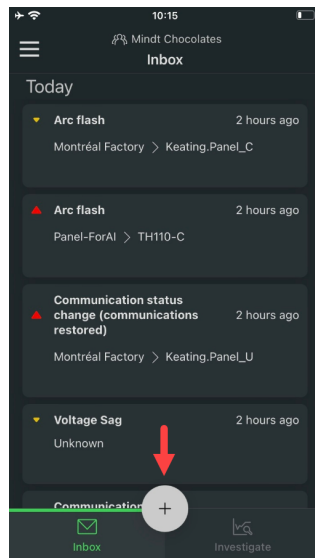 10:15
Mindt Chocolates
Inbox
Today
Arc flash 2 hours ago
Montréal Factory > Keating.Panel_C
Arc flash 2 hours ago
Panel-ForAI > TH110-C
Communication status
change (communications 2 hours ago
restored)
Montréal Factory > Keating.Panel_U
Voltage Sag 2 hours ago
Unknown
Communication
+
Inbox Investigate